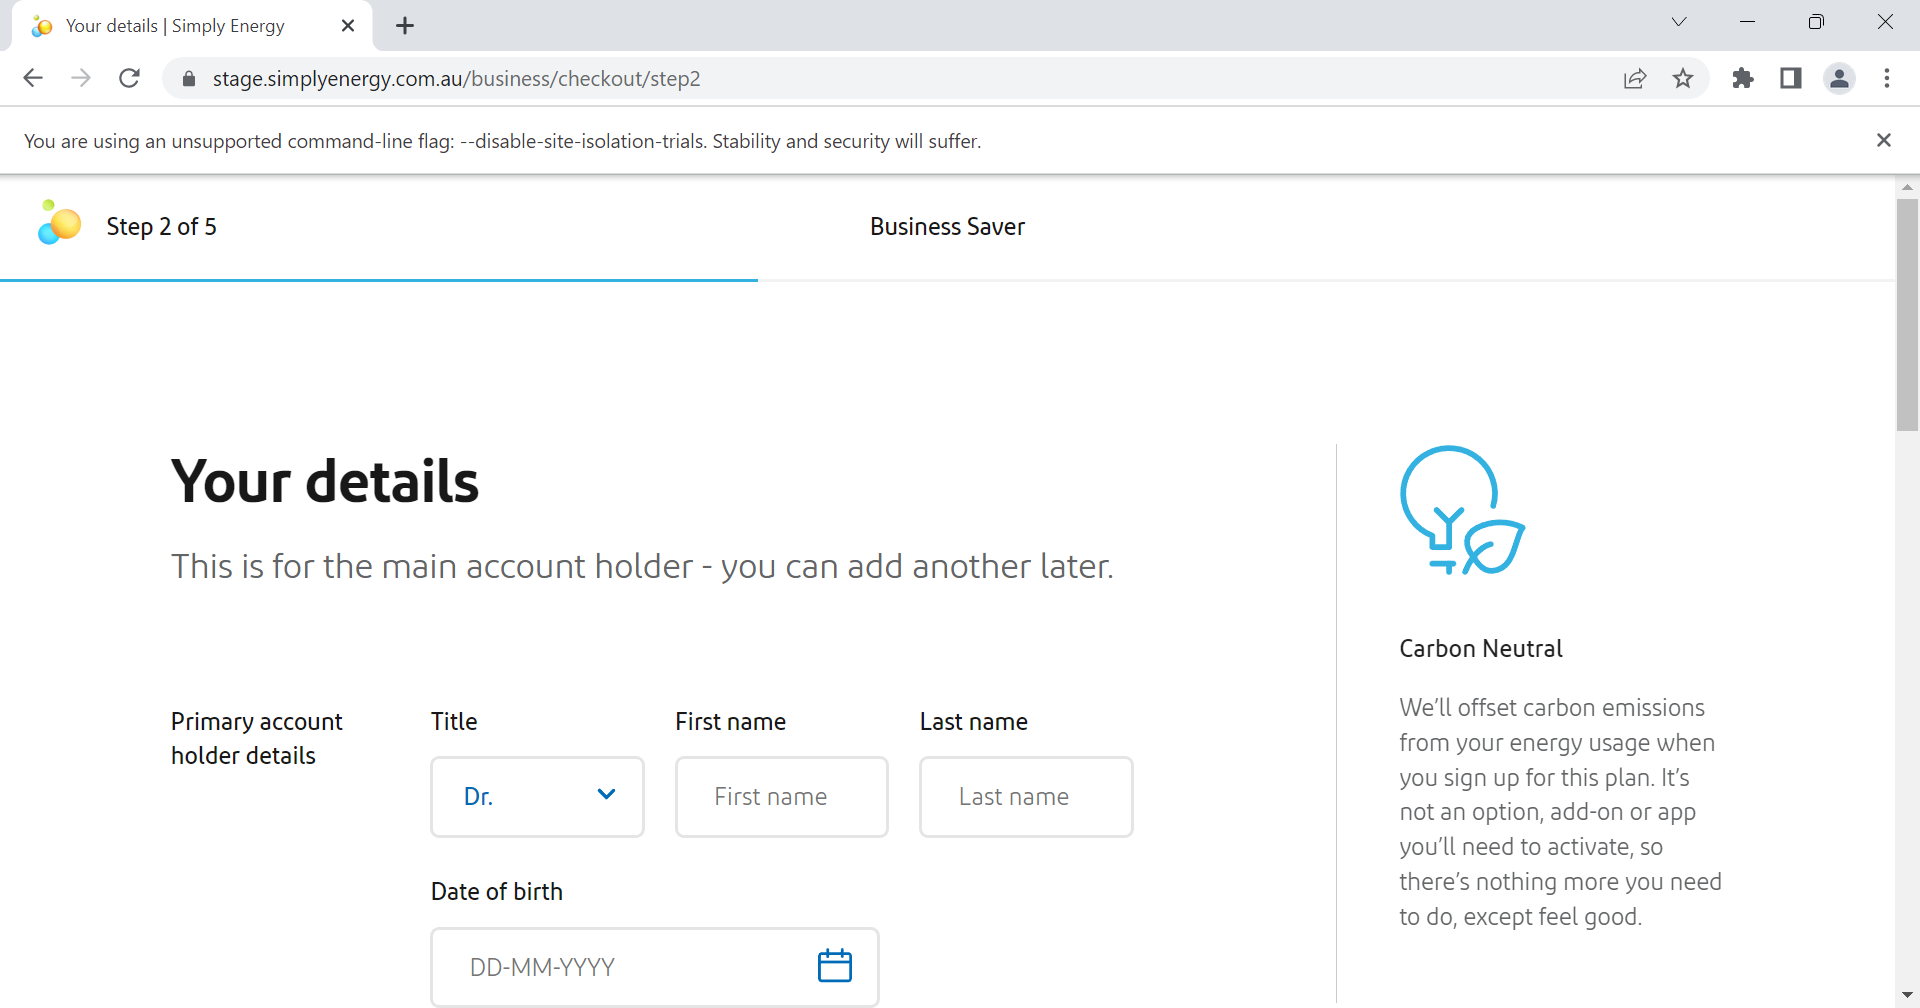 Your details | Simply Energy
stage.simplyenergy.com.au/business/checkout/step2
You are using an unsupported command-line flag: --disable-site-isolation-trials. Stability and security will suffer.
Step 2 of 5
Business Saver
Your details
This is for the main account holder - you can add another later.
Primary account
holder details
Title
First name
Last name
Dr.
First name
Last name
Date of birth
DD-MM-YYYY
Carbon Neutral
We’ll offset carbon emissions
from your energy usage when
you sign up for this plan. It’s
not an option, add-on or app
you’ll need to activate, so
there’s nothing more you need
to do, except feel good.